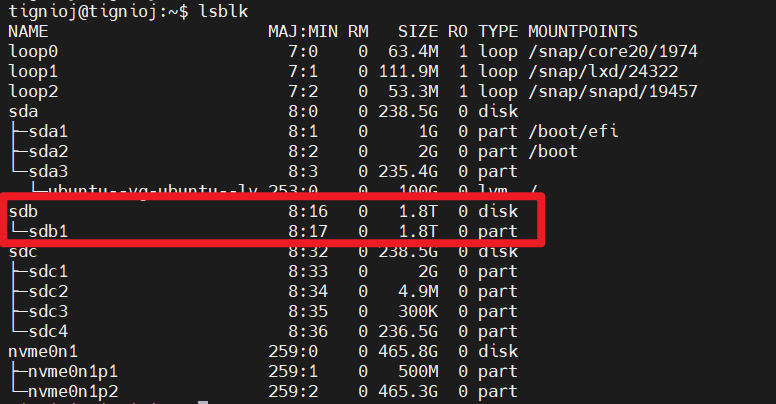 tignioj@tignioj:~$ lsblk
NAME                      MAJ:MIN RM   SIZE RO TYPE MOUNTPOINTS
loop0                       7:0    0  63.4M  1 loop /snap/core20/1974
loop1                       7:1    0 111.9M  1 loop /snap/lxd/24322
loop2                       7:2    0  53.3M  1 loop /snap/snapd/19457
sda                         8:0    0 238.5G  0 disk
├─sda1                      8:1    0     1G  0 part /boot/efi
├─sda2                      8:2    0     2G  0 part /boot
└─sda3                      8:3    0 235.4G  0 part
  └─ubuntu--vg-ubuntu--lv 253:0    0   100G  0 lvm  /
sdb                         8:16   0   1.8T  0 disk
└─sdb1                      8:17   0   1.8T  0 part
sdc                         8:32   0 238.5G  0 disk
├─sdc1                      8:33   0     2G  0 part
├─sdc2                      8:34   0   4.9M  0 part
├─sdc3                      8:35   0   300K  0 part
└─sdc4                      8:36   0 236.5G  0 part
nvme0n1                   259:0    0 465.8G  0 disk
├─nvme0n1p1               259:1    0   500M  0 part
└─nvme0n1p2               259:2    0 465.3G  0 part